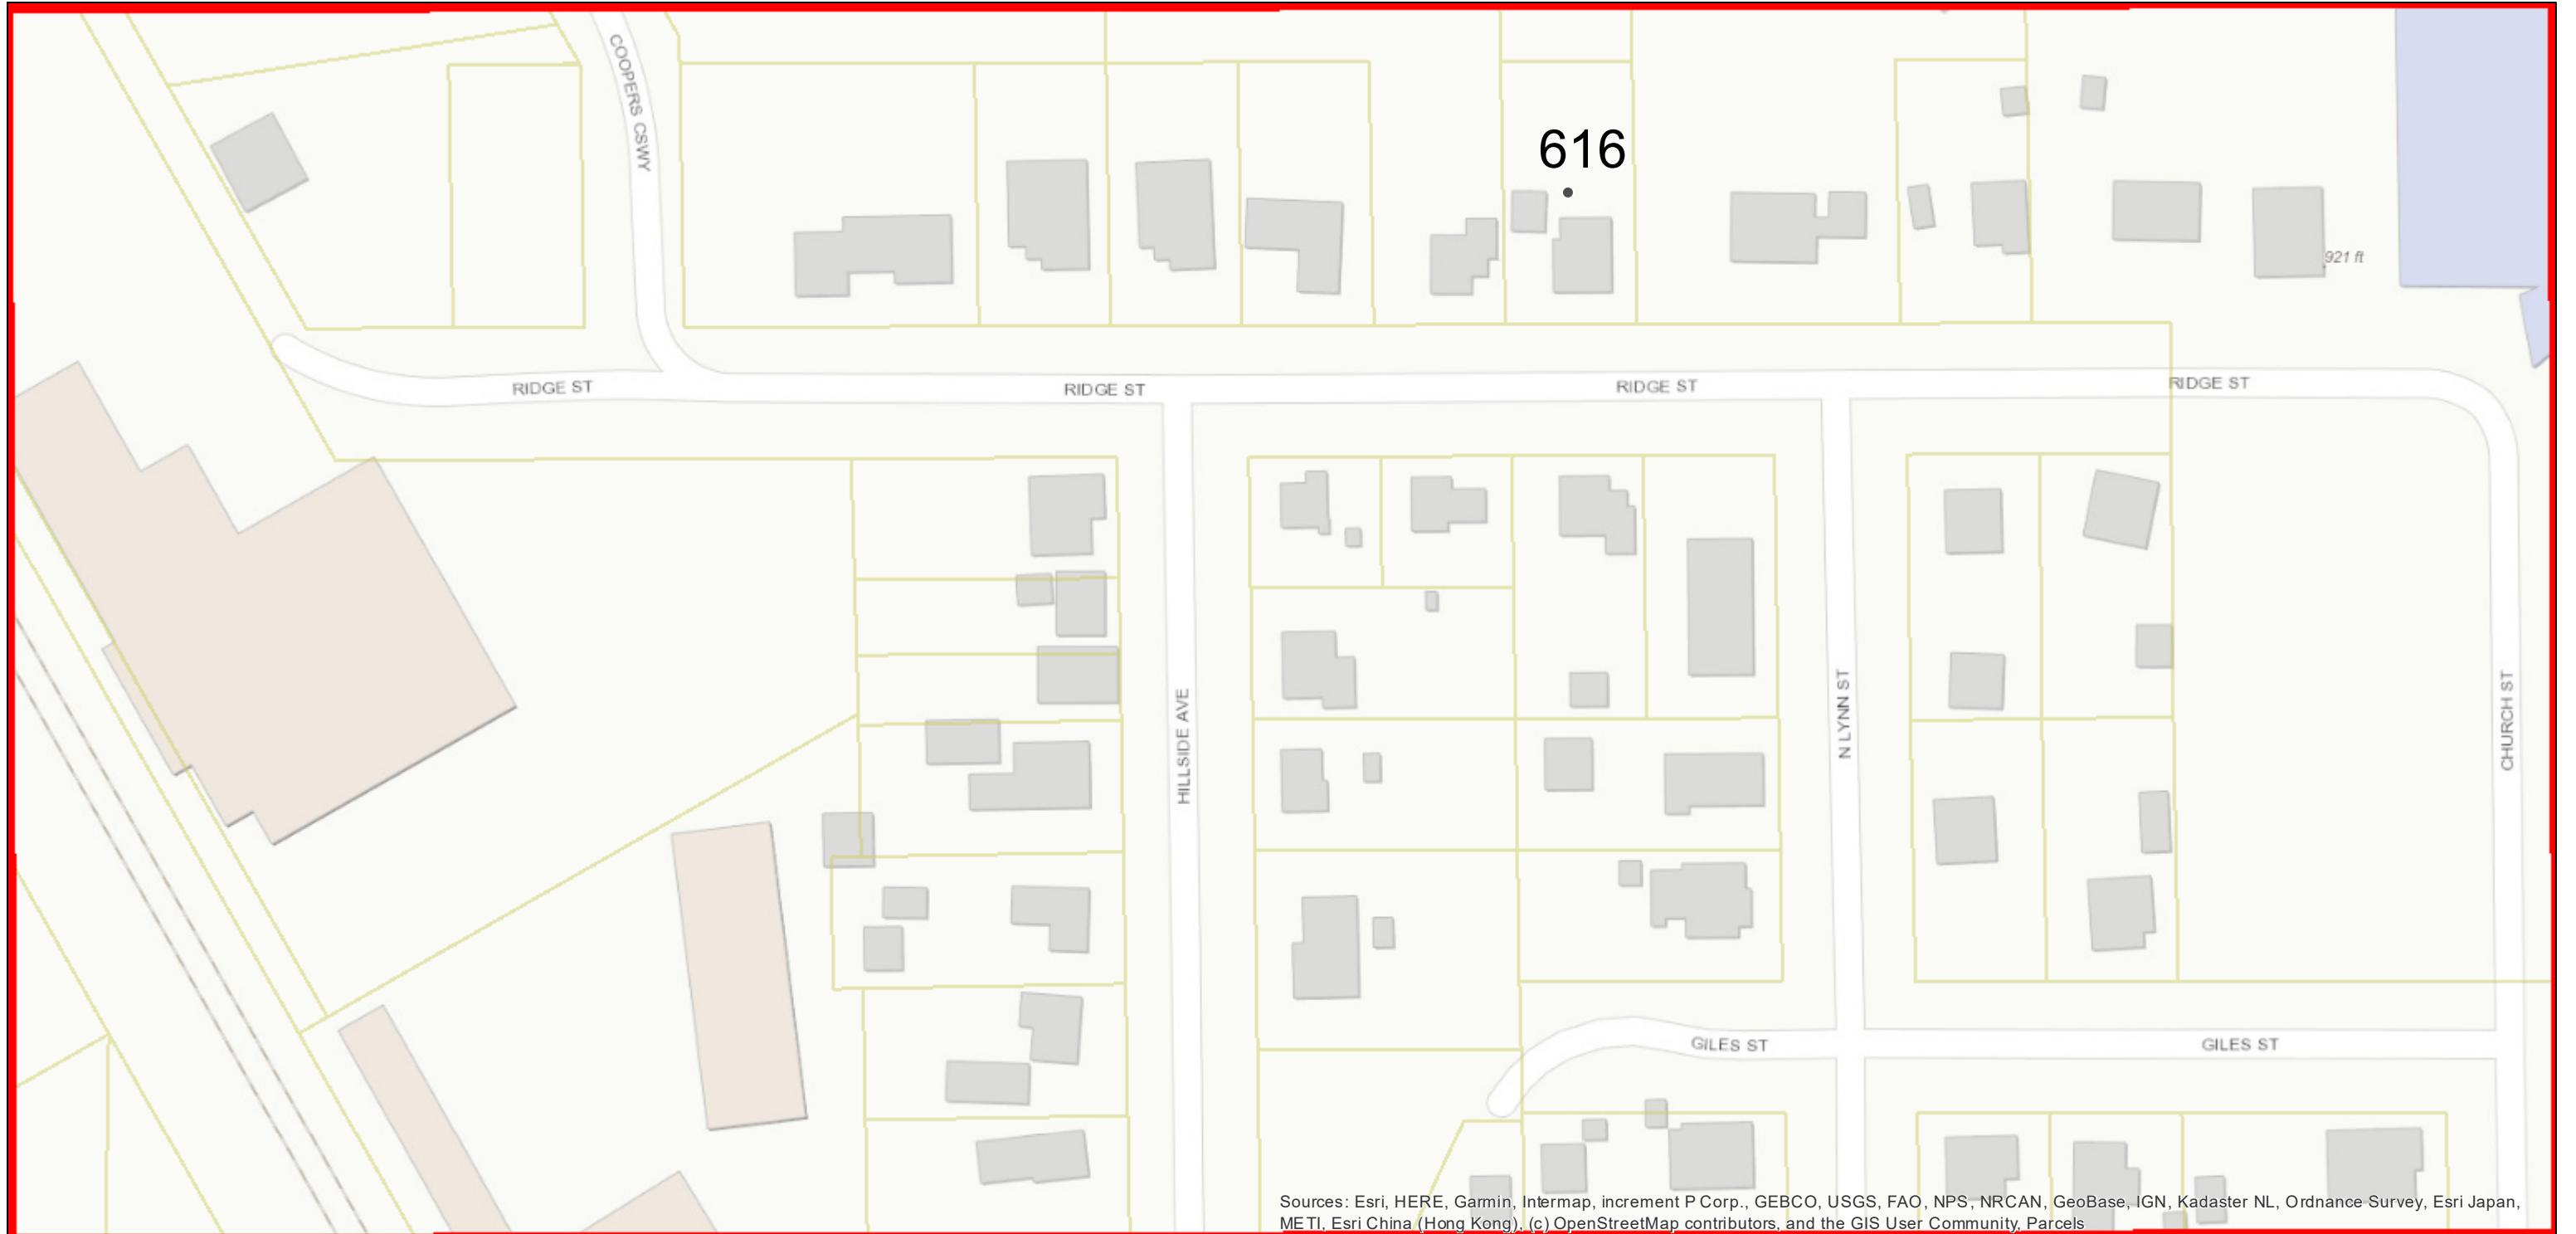 COOPERS CSWY
616
921 ft
RIDGE ST
RIDGE ST
RIDGE ST
RIDGE ST
HILLSIDE AVE
N LYNN ST
CHURCH ST
GILES ST
GILES ST
Sources: Esri, HERE, Garmin, Intermap, increment P Corp., GEBCO, USGS, FAO, NPS, NRCAN, GeoBase, IGN, Kadaster NL, Ordnance Survey, Esri Japan,
METI, Esri China (Hong Kong), (c) OpenStreetMap contributors, and the GIS User Community, Parcels